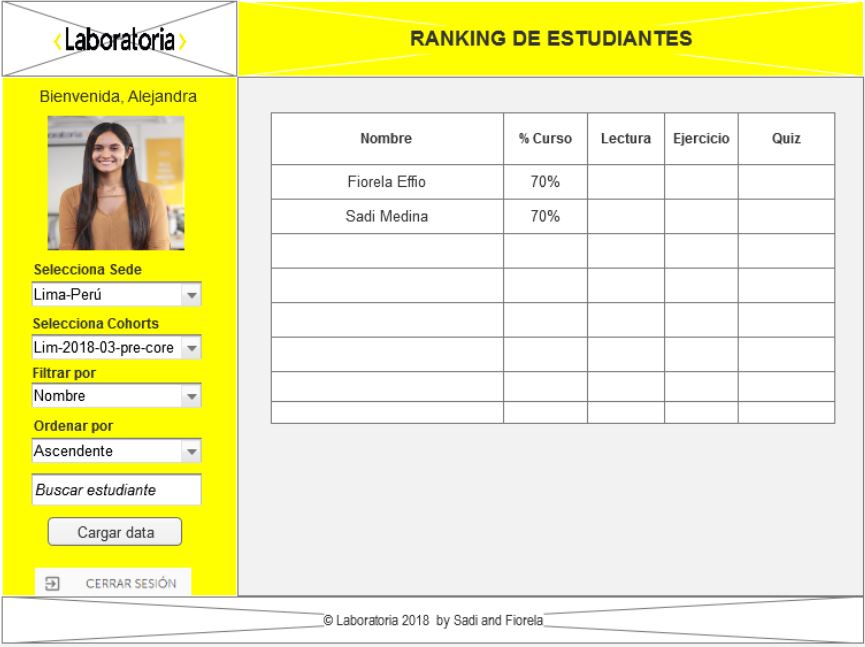 <Laboratoria>
RANKING DE ESTUDIANTES
Bienvenida, Alejandra
Selecciona Sede
Lima-Perú
Selecciona Cohorts
Lim-2018-03-pre-core
Filtrar por
Nombre
Ordenar por
Ascendente
Buscar estudiante
Cargar data
CERRAR SESIÓN
Nombre % Curso Lectura Ejercicio Quiz
Fiorela Effio 70%
Sadi Medina 70%
© Laboratoria 2018 by Sadi and Fiorela